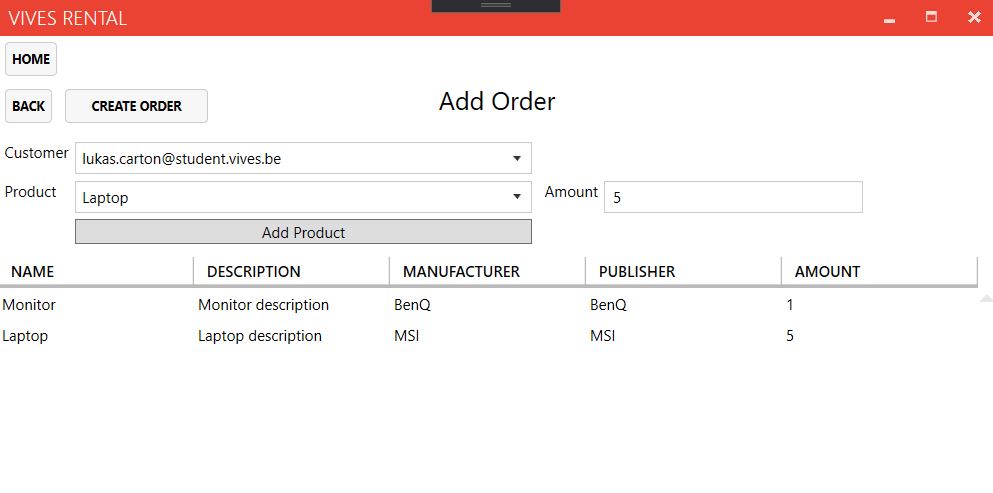 VIVES RENTAL
HOME
BACK CREATE ORDER Add Order
Customer lukas.carton@student.vives.be
Product Laptop Amount 5
Add Product
NAME DESCRIPTION MANUFACTURER PUBLISHER AMOUNT
Monitor Monitor description BenQ BenQ 1
Laptop Laptop description MSI MSI 5